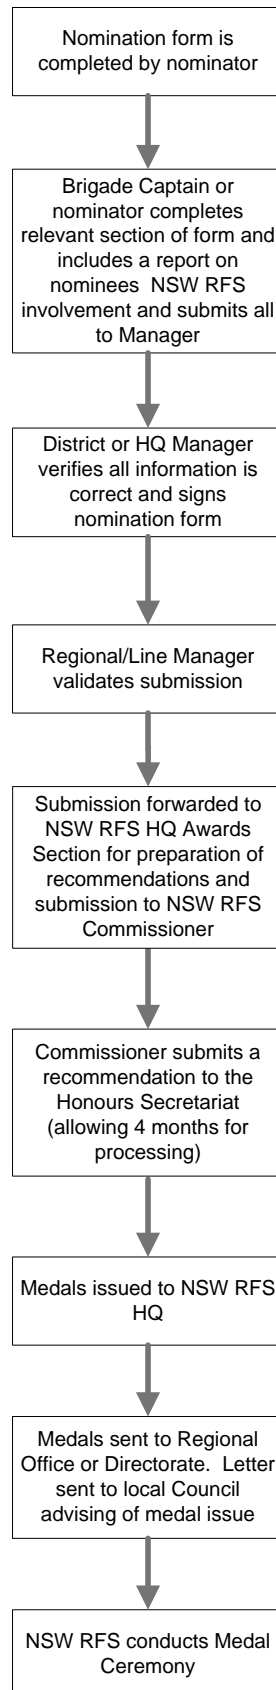 Nomination form is
completed by nominator
Brigade Captain or
nominator completes
relevant section of form and
includes a report on
nominees  NSW RFS
involvement and submits all
to Manager
District or HQ Manager
verifies all information is
correct and signs
nomination form
Regional/Line Manager
validates submission
Submission forwarded to
NSW RFS HQ Awards
Section for preparation of
recommendations and
submission to NSW RFS
Commissioner
Commissioner submits a
recommendation to the
Honours Secretariat
(allowing 4 months for
processing)
Medals issued to NSW RFS
HQ
Medals sent to Regional
Office or Directorate.  Letter
sent to local Council
advising of medal issue
NSW RFS conducts Medal
Ceremony